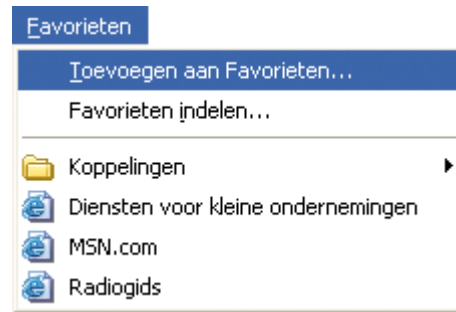 Favorieten
Toevoegen aan Favorieten...
Favorieten indelen...
Koppelingen
Diensten voor kleine ondernemingen
MSN.com
Radiogids